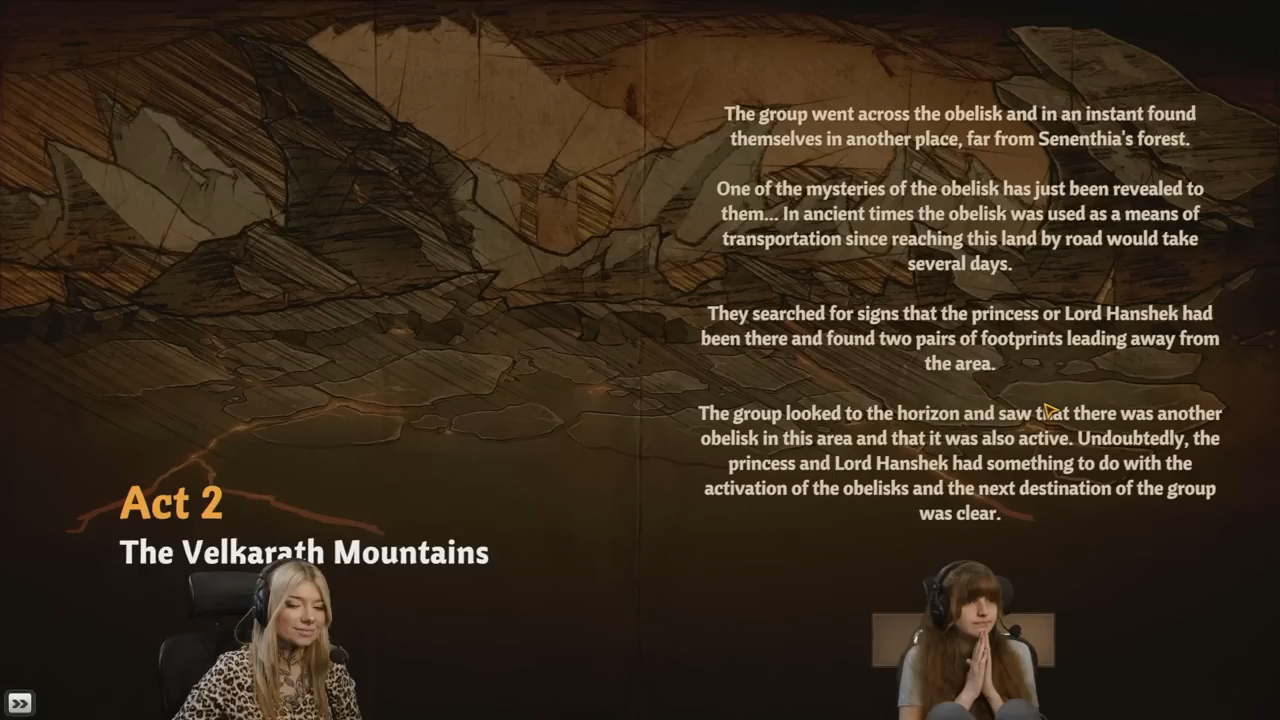 The group went across the obelisk and in an instant found
themselves in another place, far from Senenthia's forest.
One of the mysteries of the obelisk has just been revealed to
them... In ancient times the obelisk was used as a means of
transportation since reaching this land by road would take
several days.
They searched for signs that the princess or Lord Hanshek had
been there and found two pairs of footprints leading away from
the area.
The group looked to the horizon and saw that there was another
obelisk in this area and that it was also active. Undoubtedly, the
princess and Lord Hanshek had something to do with the
activation of the obelisks and the next destination of the group
was clear.
Act 2
The Velkarath Mountains